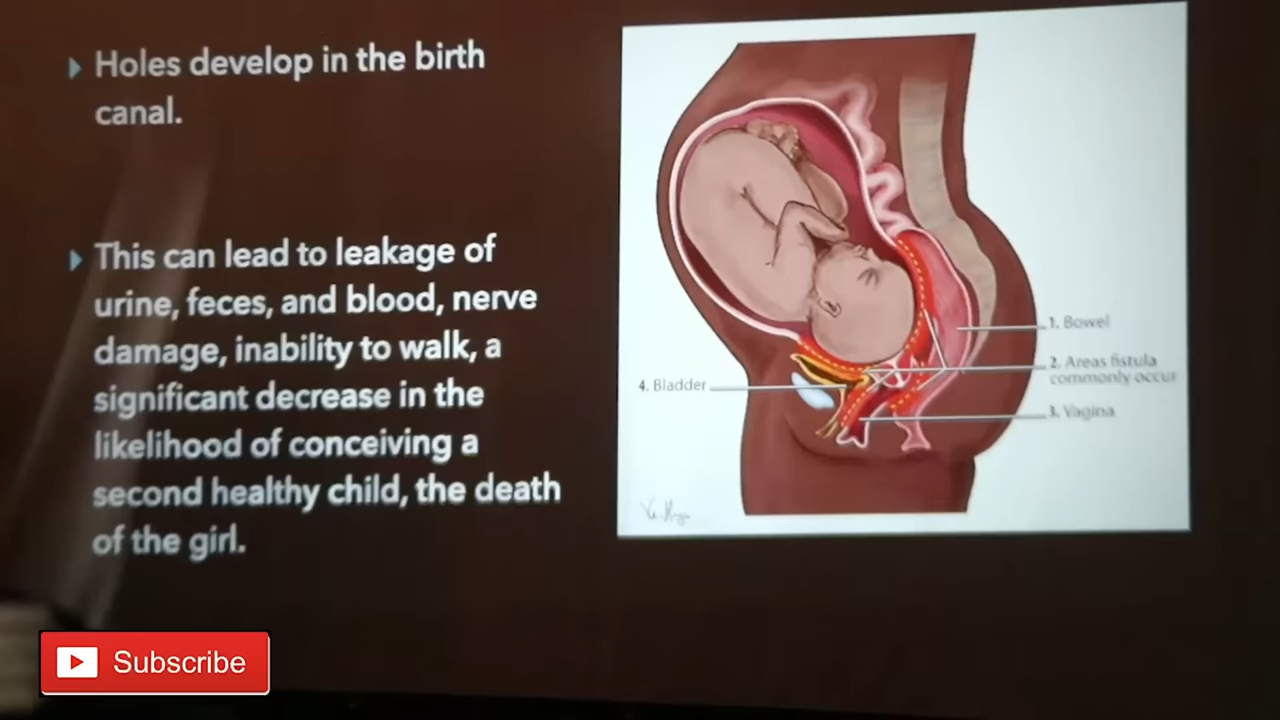 Holes develop in the birth
canal.
This can lead to leakage of
urine, feces, and blood, nerve
damage, inability to walk, a
significant decrease in the
likelihood of conceiving a
second healthy child, the death
of the girl.
1. Bowel
2. Areas fistula
commonly occur
4. Bladder
3. Vagina
Subscribe